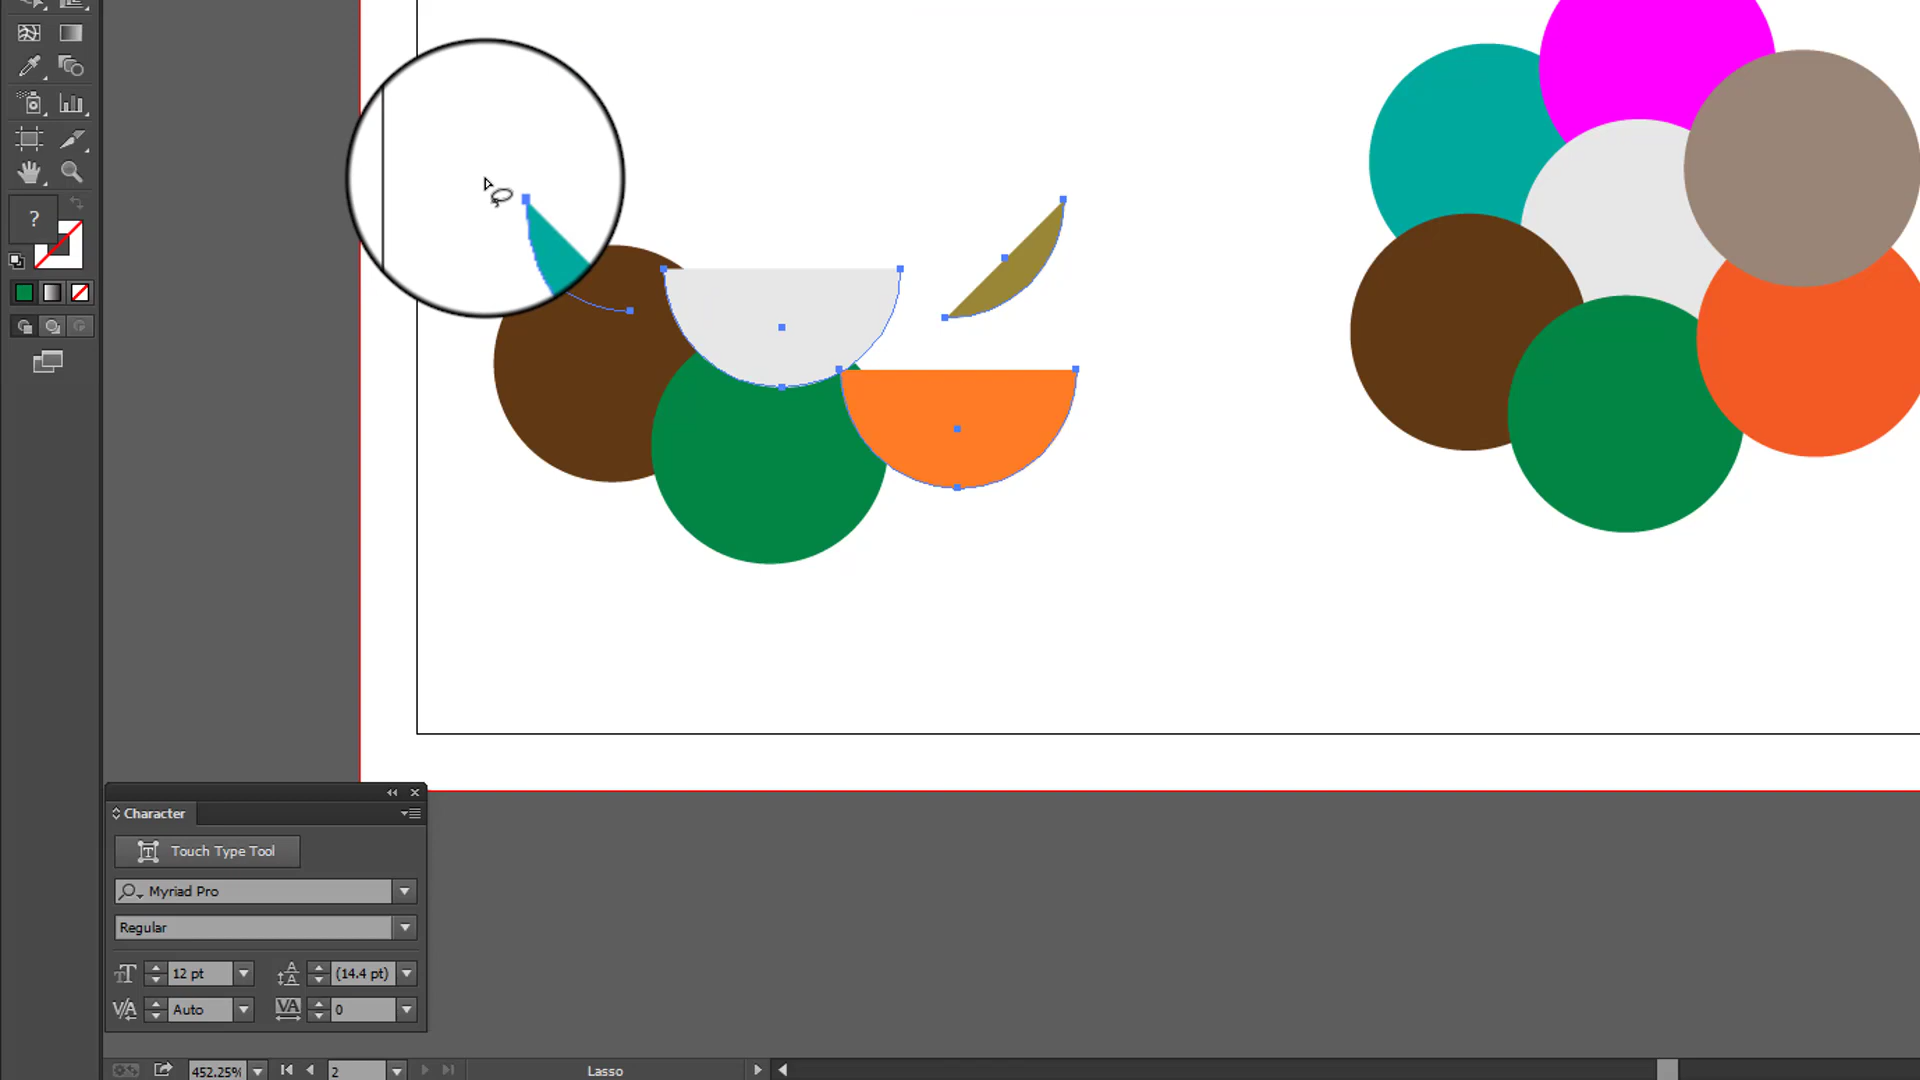 ?
Character
Touch Type Tool
Myriad Pro
Regular
12 pt (14.4 pt)
Auto 0
452.25% 2 Lasso